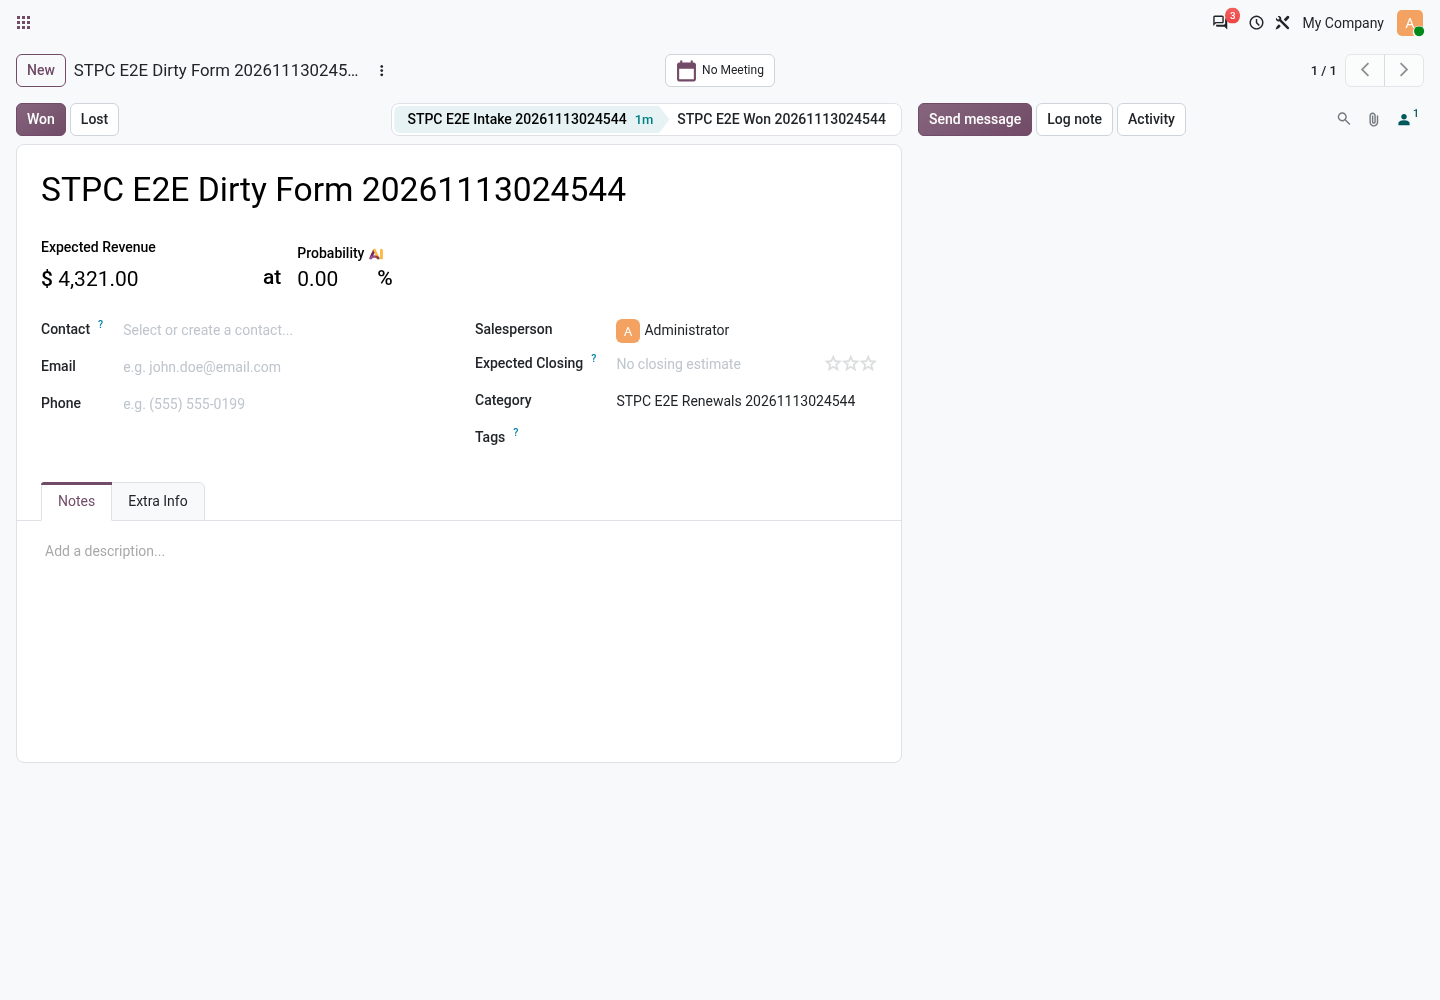 3
My Company
A
New
STPC E2E Dirty Form 202611130245...
No Meeting
1 / 1
Won
Lost
STPC E2E Intake 20261113024544 1m
STPC E2E Won 20261113024544
Send message
Log note
Activity
1
STPC E2E Dirty Form 20261113024544
Expected Revenue
Probability AI
$ 4,321.00
at
0.00
%
Contact ?
Select or create a contact...
Salesperson
A
Administrator
Email
e.g. john.doe@email.com
Expected Closing ?
No closing estimate
Phone
e.g. (555) 555-0199
Category
STPC E2E Renewals 20261113024544
Tags ?
Notes
Extra Info
Add a description...